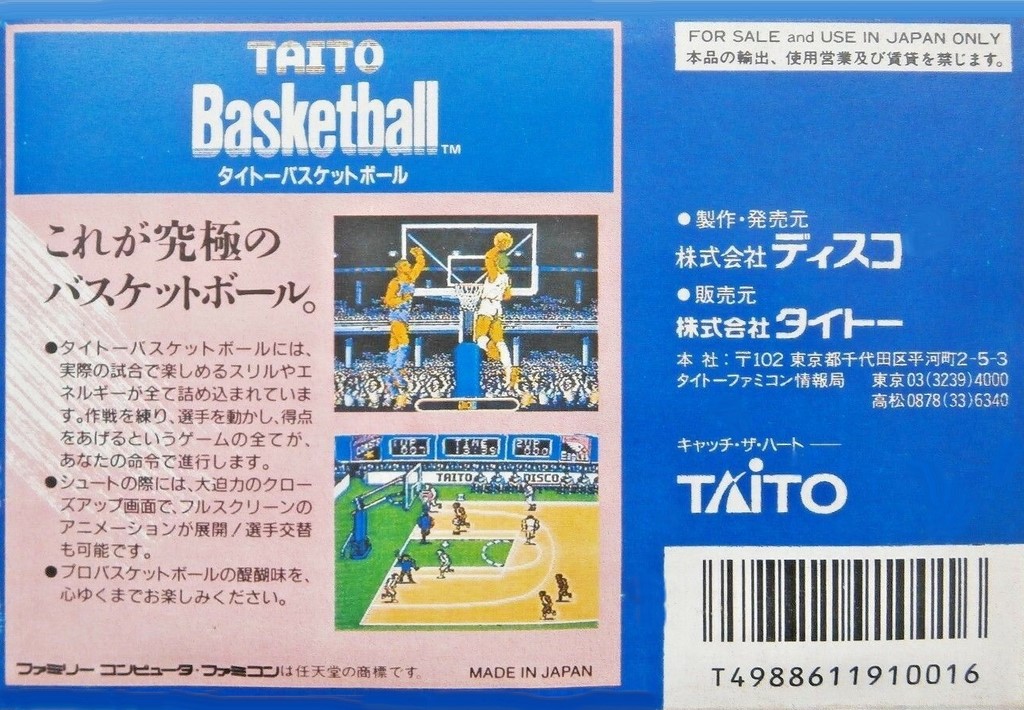 TAITO
Basketball™
タイトーバスケットボール
これが究極の
バスケットボール。
●タイトーバスケットボールには、
実際の試合で楽しめるスリルやエ
ネルギーが全て詰め込まれていま
す。作戦を練り、選手を動かし、得点
をあげるというゲームの全てが、
あなたの命令で進行します。
●シュートの際には、大迫力のクロー
ズアップ画面で、フルスクリーンの
アニメーションが展開!選手交替
も可能です。
●プロバスケットボールの醍醐味を、
心ゆくまでお楽しみください。
TIME
TAITO DISCO
ファミリーコンピュータ・ファミコンは任天堂の商標です。
MADE IN JAPAN
FOR SALE and USE IN JAPAN ONLY
本品の輸出、使用営業及び賃貸を禁じます。
●製作・発売元
株式会社ディスコ
●販売元
株式会社タイトー
本社:〒102 東京都千代田区平河町2-5-3
タイトーファミコン情報局 東京03(3239)4000
高松0878(33)6340
キャッチ・ザ・ハート
TAITO
T4988611910016